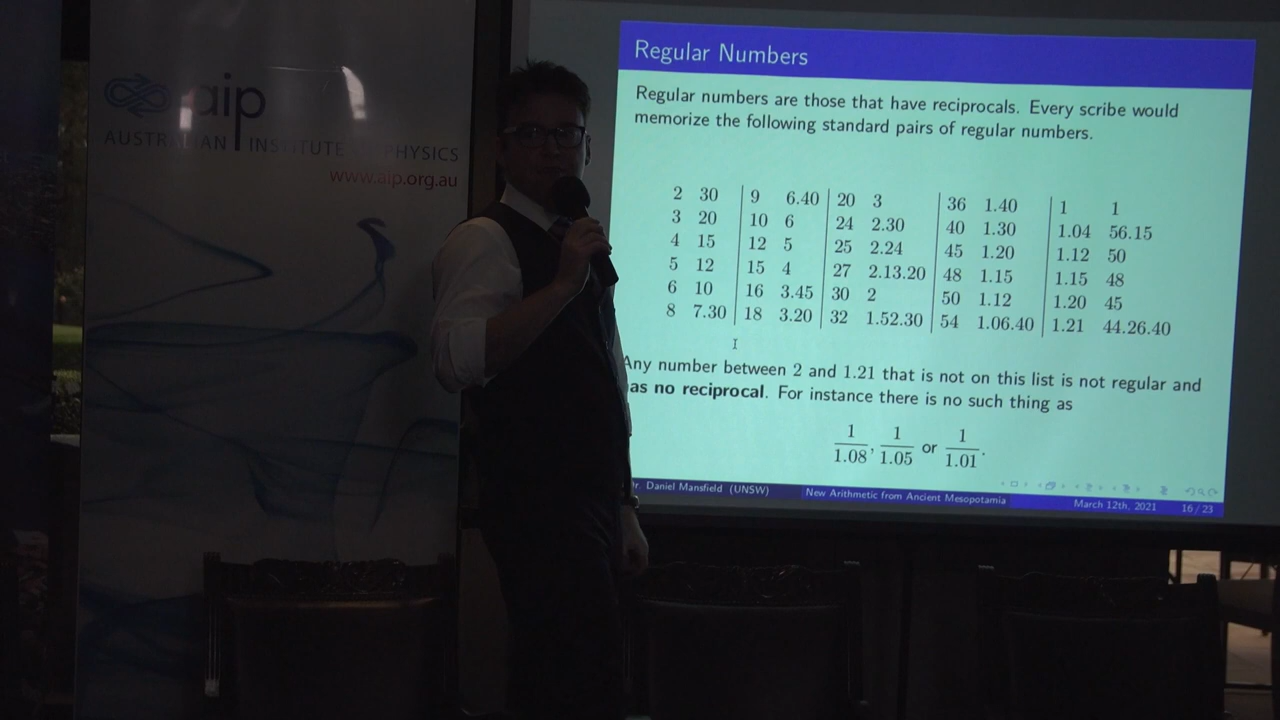 aip
AUSTRALIAN INSTITUTE OF PHYSICS
www.aip.org.au
Regular Numbers
Regular numbers are those that have reciprocals. Every scribe would
memorize the following standard pairs of regular numbers.
2 30 9 6.40 20 3 36 1.40 1 1
3 20 10 6 24 2.30 40 1.30 1.04 56.15
4 15 12 5 25 2.24 45 1.20 1.12 50
5 12 15 4 27 2.13.20 48 1.15 1.15 48
6 10 16 3.45 30 2 50 1.12 1.20 45
8 7.30 18 3.20 32 1.52.30 54 1.06.40 1.21 44.26.40
Any number between 2 and 1.21 that is not on this list is not regular and
as no reciprocal. For instance there is no such thing as
1/1.08, 1/1.05 or 1/1.01.
r. Daniel Mansfield (UNSW) New Arithmetic from Ancient Mesopotamia March 12th, 2021 16 / 23